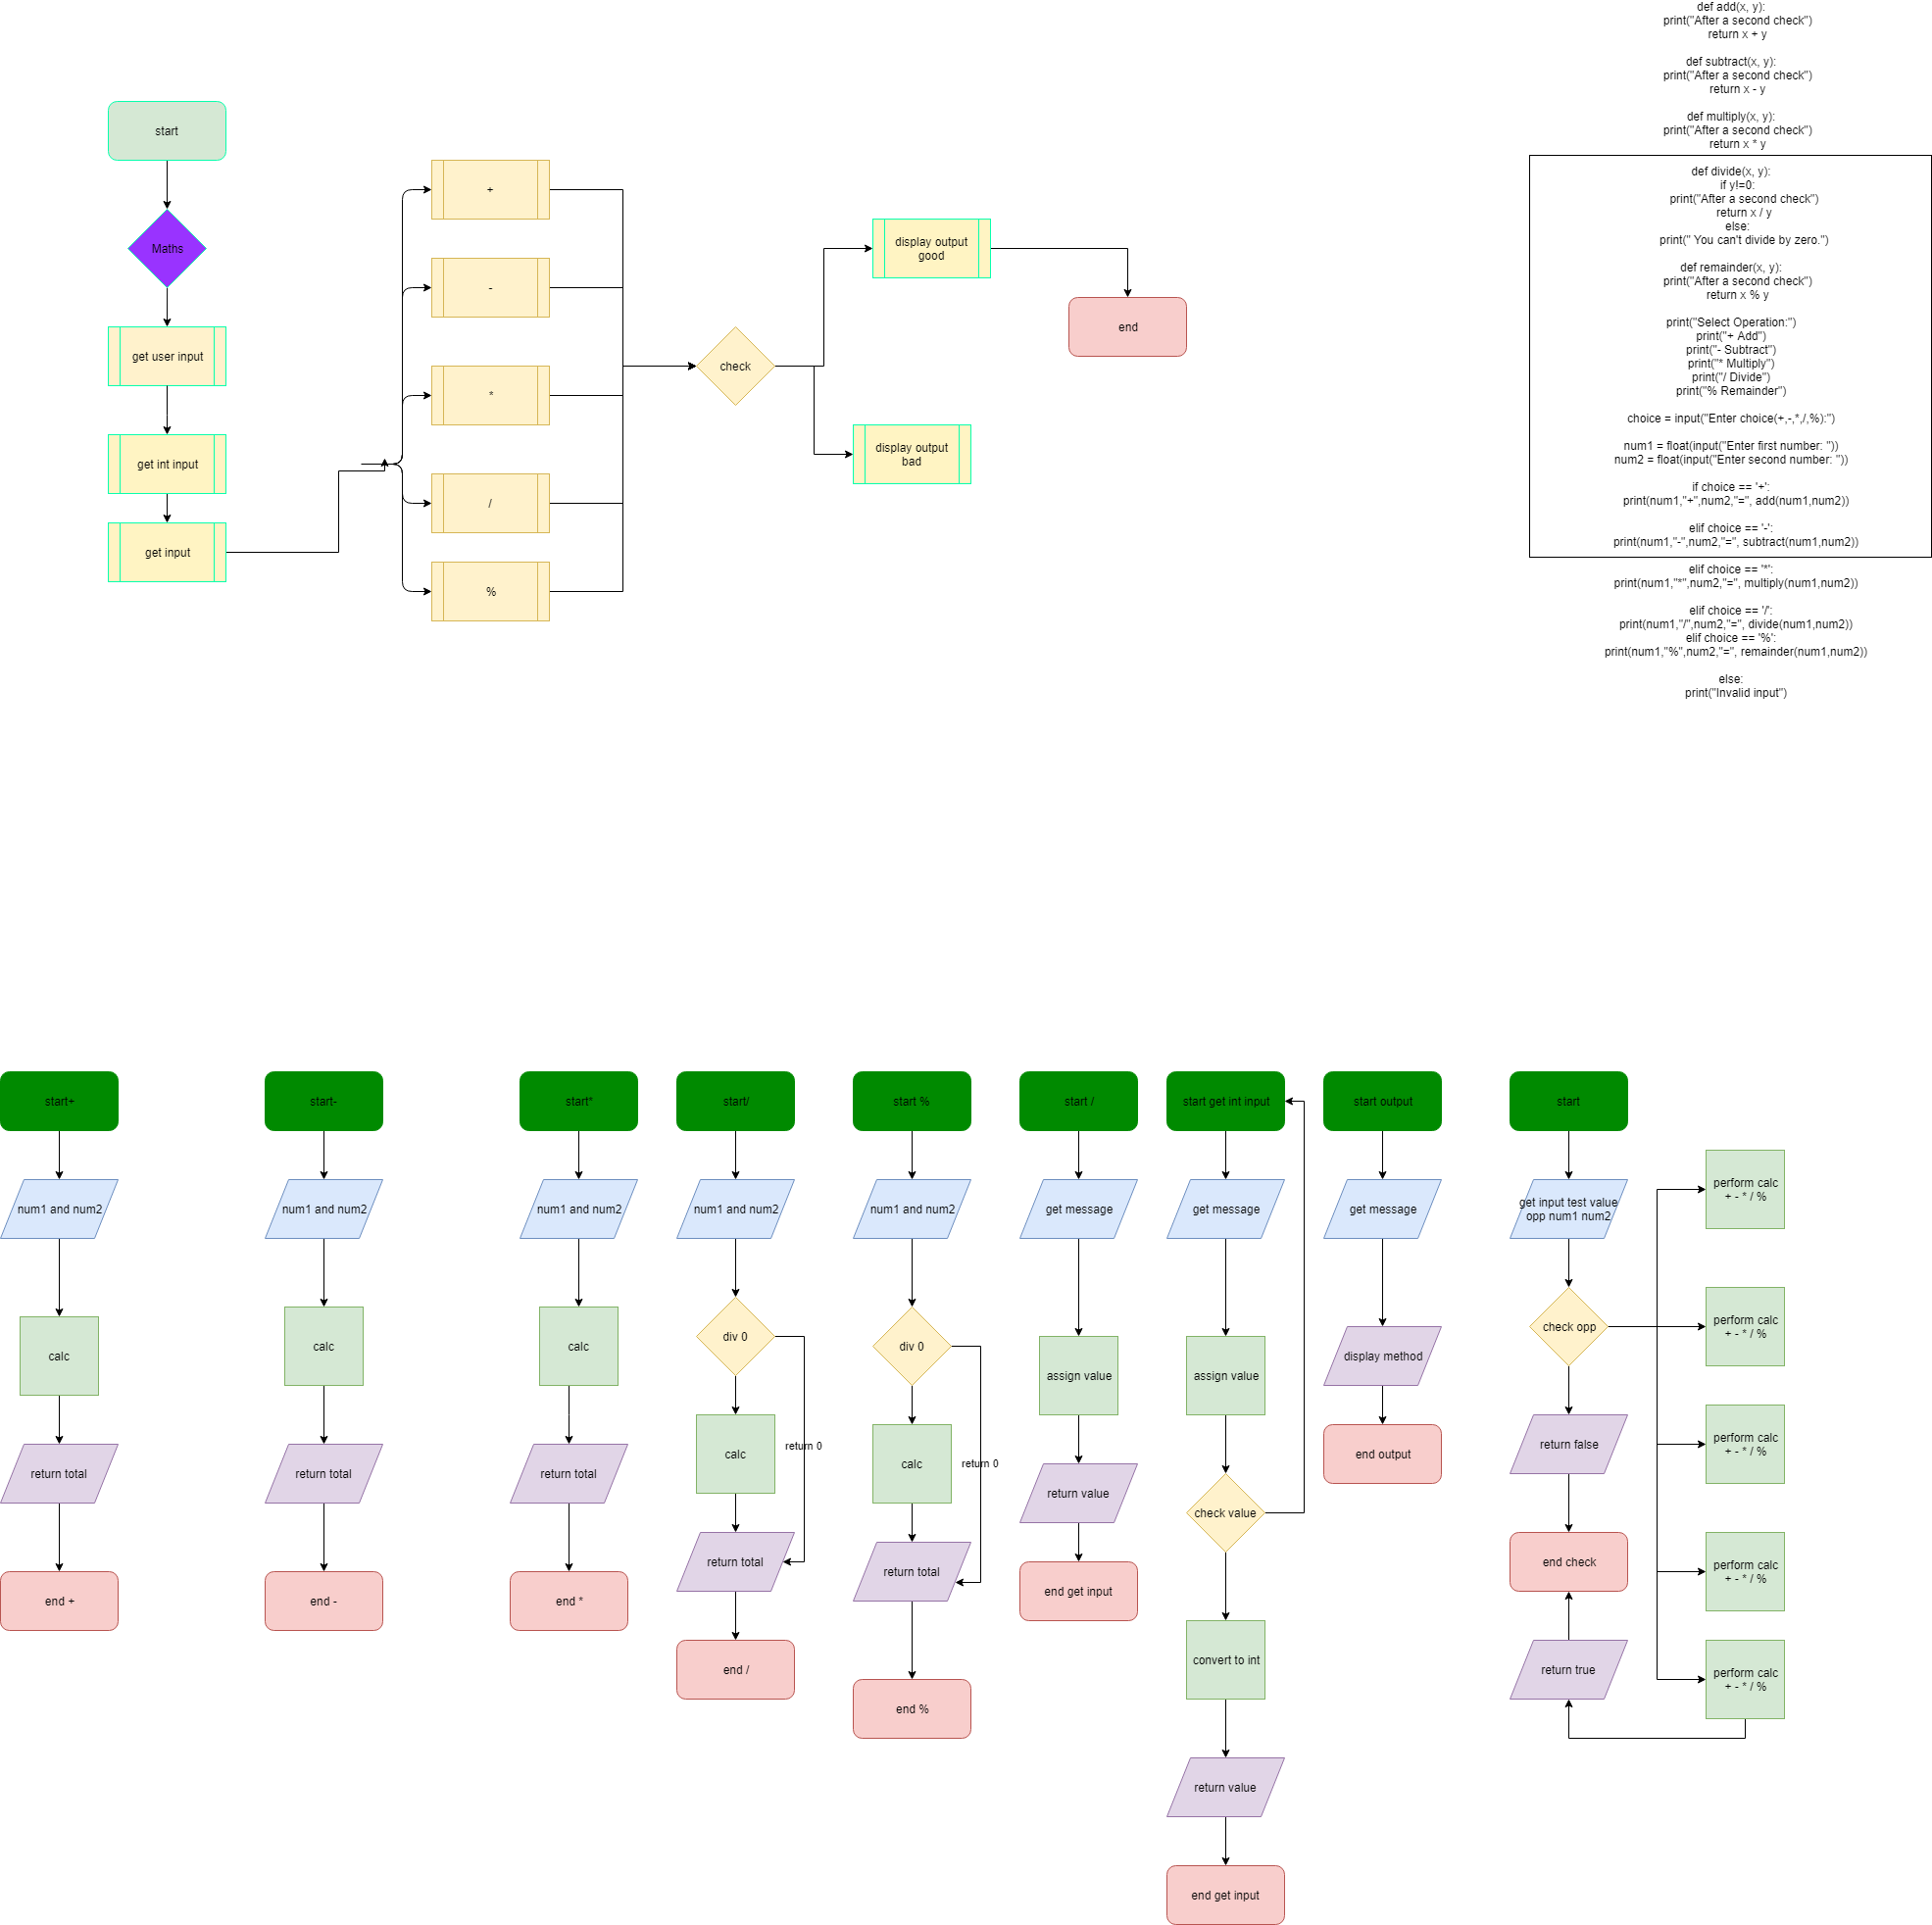 start
Maths
get user input
get int input
get input
+
-
*
/
%
check
display output
good
display output
bad
end
def add(x, y):
print("After a second check")
return x + y
def subtract(x, y):
print("After a second check")
return x - y
def multiply(x, y):
print("After a second check")
return x * y
def divide(x, y):
if y!=0:
print("After a second check")
return x / y
else:
print(" You can't divide by zero.")
def remainder(x, y):
print("After a second check")
return x % y
print("Select Operation:")
print("+ Add")
print("- Subtract")
print("* Multiply")
print("/ Divide")
print("% Remainder")
choice = input("Enter choice(+,-,*,/,%):")
num1 = float(input("Enter first number: "))
num2 = float(input("Enter second number: "))
if choice == '+':
print(num1,"+",num2,"=", add(num1,num2))
elif choice == '-':
print(num1,"-",num2,"=", subtract(num1,num2))
elif choice == '*':
print(num1,"*",num2,"=", multiply(num1,num2))
elif choice == '/':
print(num1,"/",num2,"=", divide(num1,num2))
elif choice == '%':
print(num1,"%",num2,"=", remainder(num1,num2))
else:
print("Invalid input")
start+
num1 and num2
calc
return total
end +
start-
num1 and num2
calc
return total
end -
start*
num1 and num2
calc
return total
end *
start/
num1 and num2
div 0
calc
return 0
return total
end /
start %
num1 and num2
div 0
calc
return 0
return total
end %
start /
get message
assign value
return value
end get input
start get int input
get message
assign value
check value
convert to int
return value
end get input
start output
get message
display method
end output
start
get input test value
opp num1 num2
check opp
return false
end check
return true
perform calc
+ - * / %
perform calc
+ - * / %
perform calc
+ - * / %
perform calc
+ - * / %
perform calc
+ - * / %